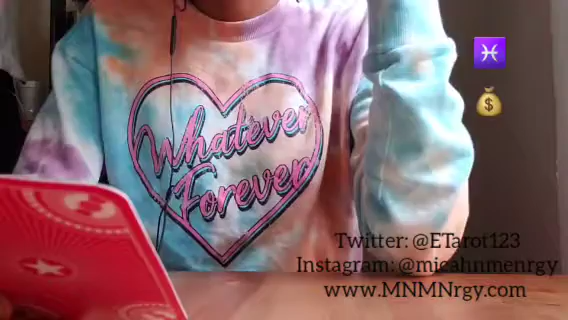 Whatever
Forever
Twitter: @ETarot123
Instagram: @micahnmenrgy
www.MNMNrgy.com